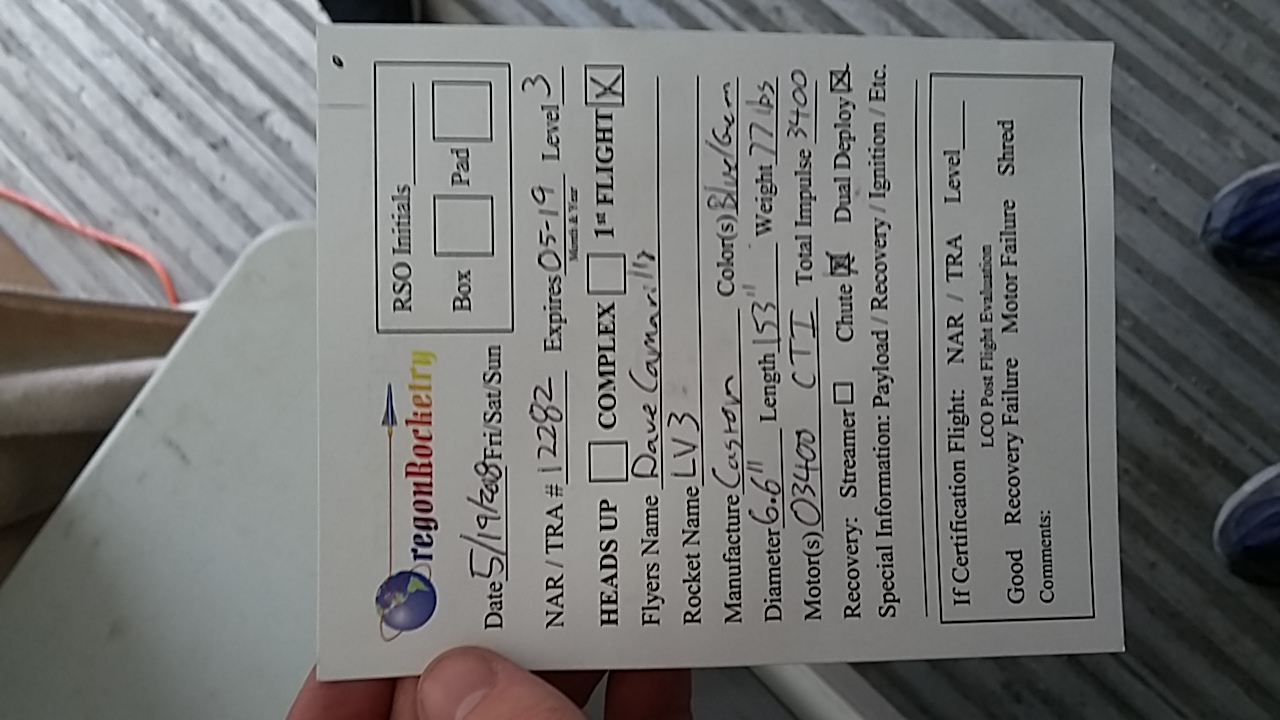 OregonRocketry
RSO Initials
Box Pad
Date 5/19/2018 Fri/Sat/Sun
NAR / TRA # 12282 Expires 05-19 Level 3
Month & Year
HEADS UP COMPLEX 1st FLIGHT X
Flyers Name Dave Camarillo
Rocket Name LV3
Manufacture Custom Color(s) Blue/Green
Diameter 6.6" Length 153" Weight 77 lbs
Motor(s) O3400 CTI Total Impulse 3400
Recovery: Streamer Chute X Dual Deploy X
Special Information: Payload / Recovery / Ignition / Etc.
If Certification Flight: NAR / TRA Level
LCO Post Flight Evaluation
Good Recovery Failure Motor Failure Shred
Comments: